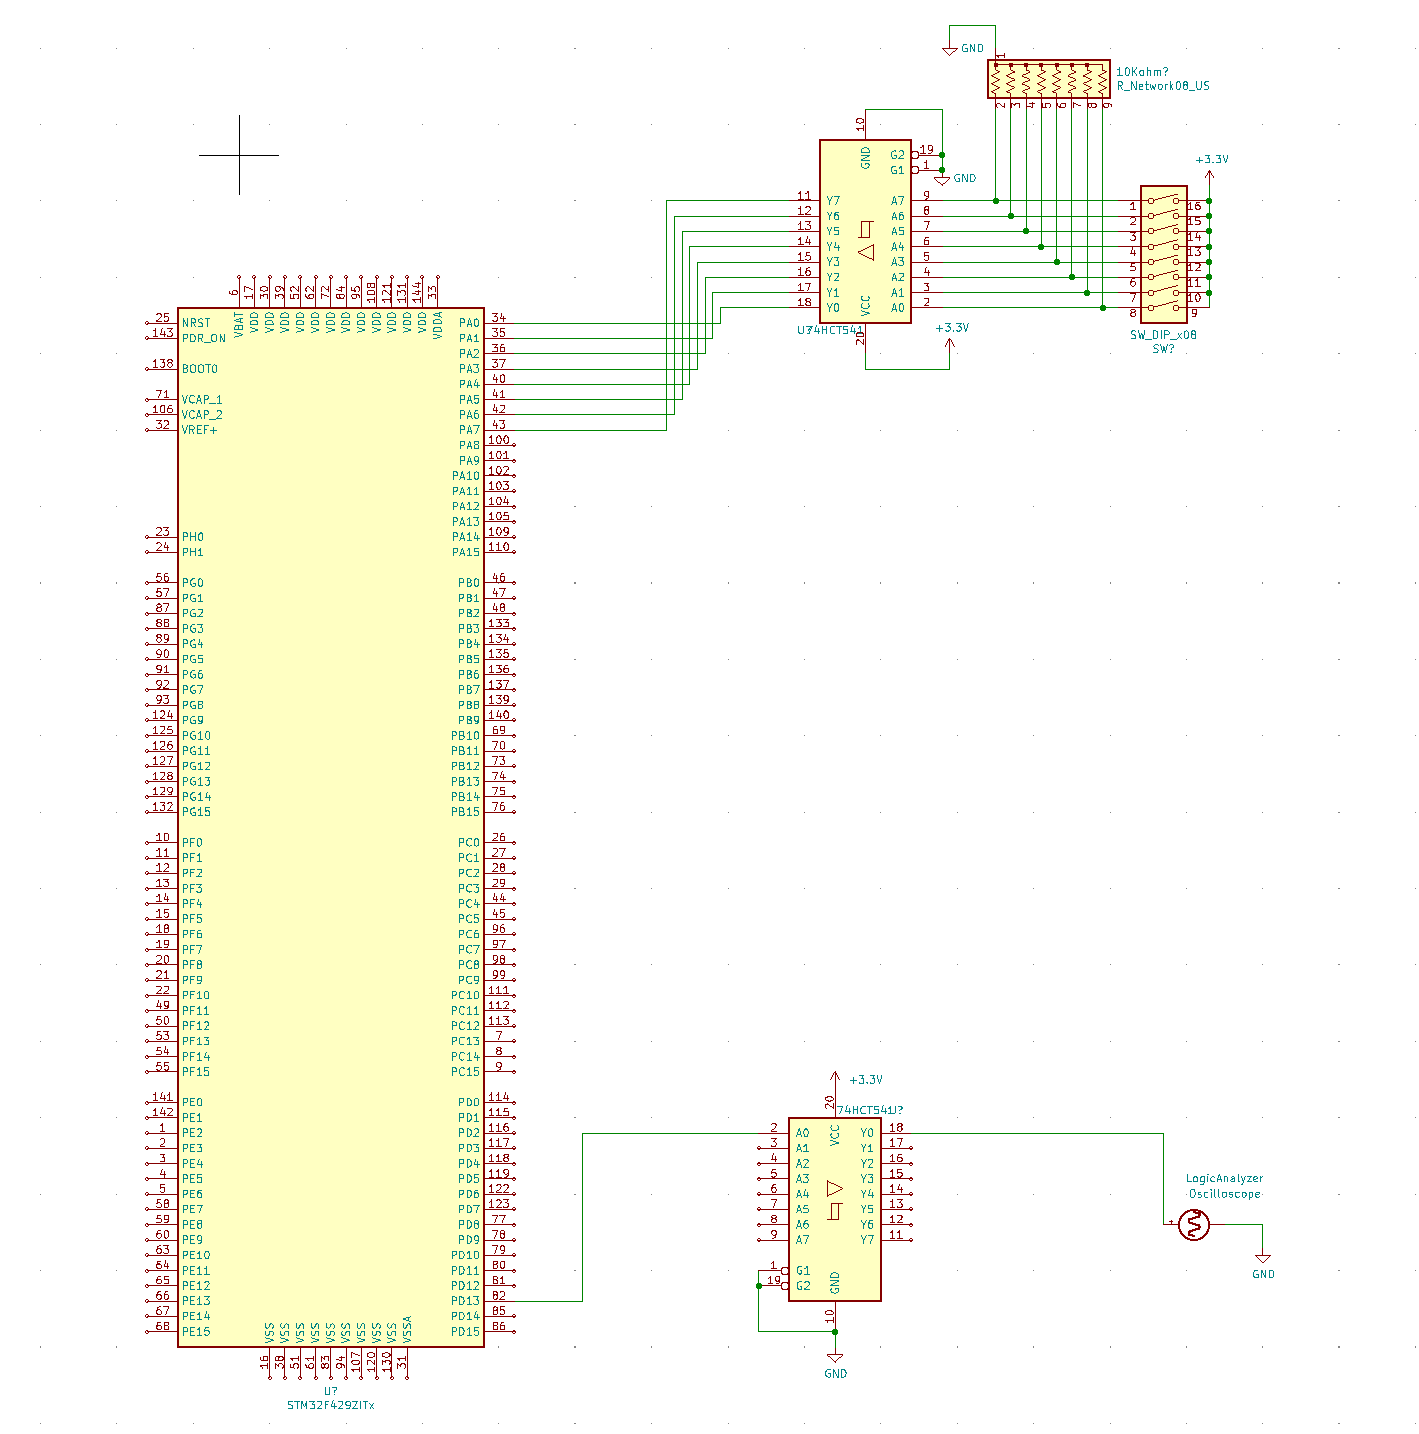 GND
1
10Kohm?
R_Network08_US
2 3 4 5 6 7 8 9
10
GND
G2 19
G1 1
GND
+3.3V
11 Y7 A7 9 1 16
12 Y6 A6 8 2 15
13 Y5 A5 7 3 14
14 Y4 A4 6 4 13
15 Y3 A3 5 5 12
16 Y2 A2 4 6 11
17 Y1 A1 3 7 10
18 Y0 A0 2 8 9
VCC
20
U?
74HCT541
+3.3V
SW_DIP_x08
SW?
6 17 30 39 52 62 72 84 95 108 121 131 144 33
VBAT VDD VDD VDD VDD VDD VDD VDD VDD VDD VDD VDD VDD VDDA
25 NRST PA0 34
143 PDR_ON PA1 35
PA2 36
138 BOOT0 PA3 37
PA4 40
71 VCAP_1 PA5 41
106 VCAP_2 PA6 42
32 VREF+ PA7 43
PA8 100
PA9 101
PA10 102
PA11 103
PA12 104
PA13 105
23 PH0 PA14 109
24 PH1 PA15 110
56 PG0 PB0 46
57 PG1 PB1 47
87 PG2 PB2 48
88 PG3 PB3 133
89 PG4 PB4 134
90 PG5 PB5 135
91 PG6 PB6 136
92 PG7 PB7 137
93 PG8 PB8 139
124 PG9 PB9 140
125 PG10 PB10 69
126 PG11 PB11 70
127 PG12 PB12 73
128 PG13 PB13 74
129 PG14 PB14 75
132 PG15 PB15 76
10 PF0 PC0 26
11 PF1 PC1 27
12 PF2 PC2 28
13 PF3 PC3 29
14 PF4 PC4 44
15 PF5 PC5 45
18 PF6 PC6 96
19 PF7 PC7 97
20 PF8 PC8 98
21 PF9 PC9 99
22 PF10 PC10 111
49 PF11 PC11 112
50 PF12 PC12 113
53 PF13 PC13 7
54 PF14 PC14 8
55 PF15 PC15 9
141 PE0 PD0 114
142 PE1 PD1 115
1 PE2 PD2 116
2 PE3 PD3 117
3 PE4 PD4 118
4 PE5 PD5 119
5 PE6 PD6 122
58 PE7 PD7 123
59 PE8 PD8 77
60 PE9 PD9 78
63 PE10 PD10 79
64 PE11 PD11 80
65 PE12 PD12 81
66 PE13 PD13 82
67 PE14 PD14 85
68 PE15 PD15 86
VSS VSS VSS VSS VSS VSS VSS VSS VSS VSSA
16 38 51 61 83 94 107 120 130 31
U?
STM32F429ZITx
+3.3V
20
74HCT541 U?
VCC
2 A0 Y0 18
3 A1 Y1 17
4 A2 Y2 16
5 A3 Y3 15
6 A4 Y4 14
7 A5 Y5 13
8 A6 Y6 12
9 A7 Y7 11
1 G1
19 G2
GND
10
GND
LogicAnalyzer
Oscilloscope
+
GND